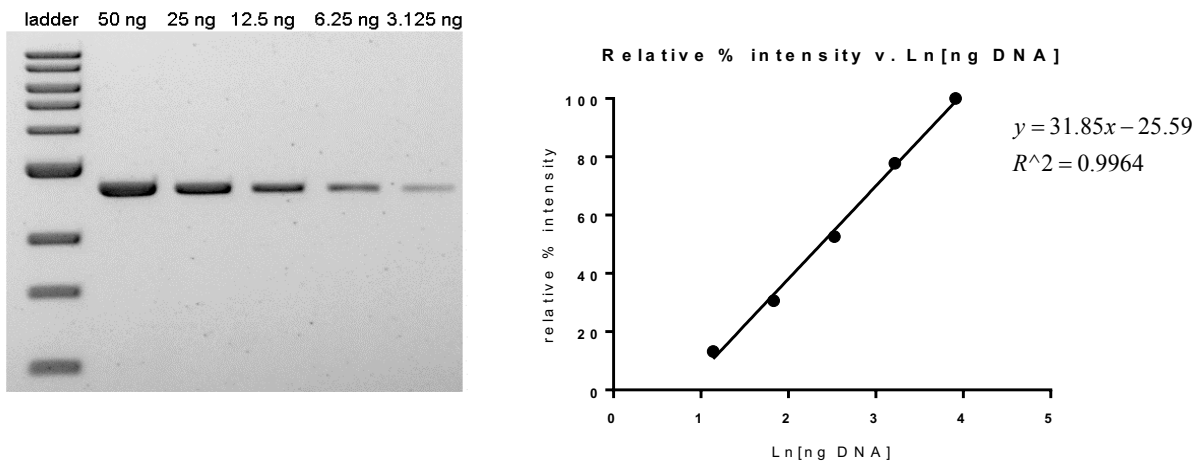 ladder 50 ng 25 ng 12.5 ng 6.25 ng 3.125 ng
Relative % intensity v. Ln[ng DNA]
y = 31.85x − 25.59
R^2 = 0.9964
relative % intensity
100
80
60
40
20
0
0 1 2 3 4 5
Ln[ng DNA]